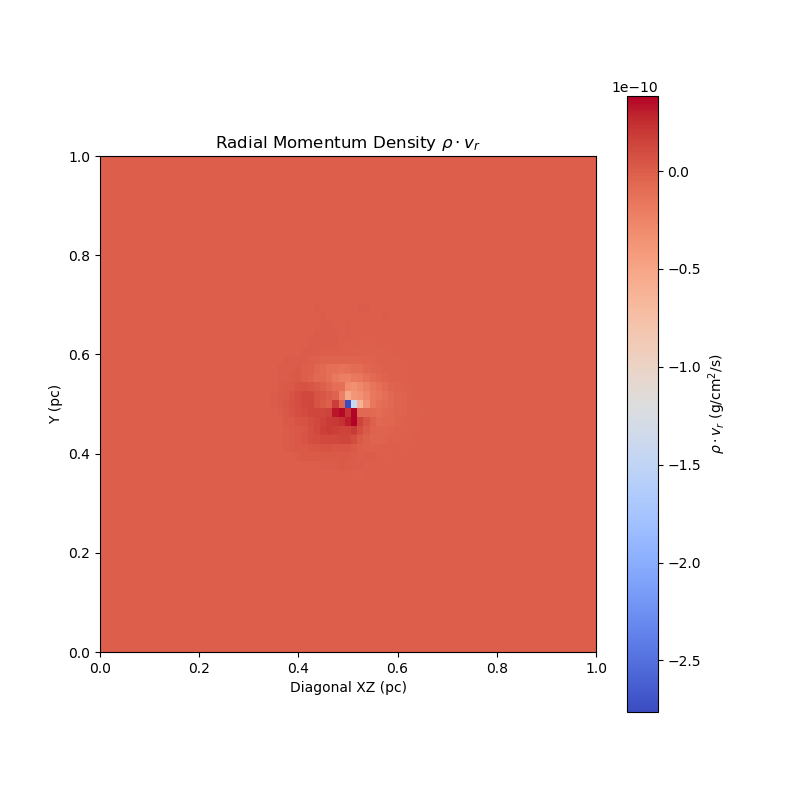 1e−10
Radial Momentum Density ρ · v_r
1.0
0.8
0.6
0.4
0.2
0.0
Y (pc)
0.0 0.2 0.4 0.6 0.8 1.0
Diagonal XZ (pc)
0.0
−0.5
−1.0
−1.5
−2.0
−2.5
ρ · v_r (g/cm²/s)